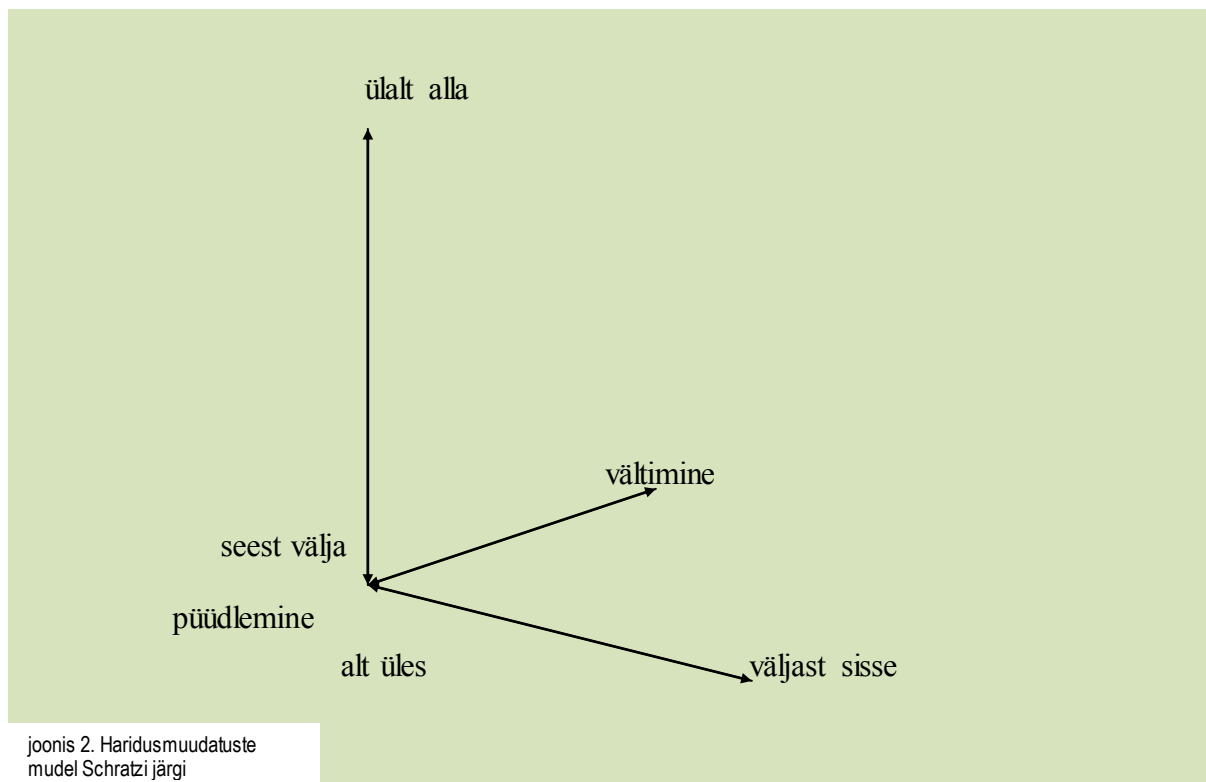 ülalt alla
vältimine
seest välja
püüdlemine
alt üles
väljast sisse
joonis 2. Haridusmuudatuste
mudel Schratzi järgi